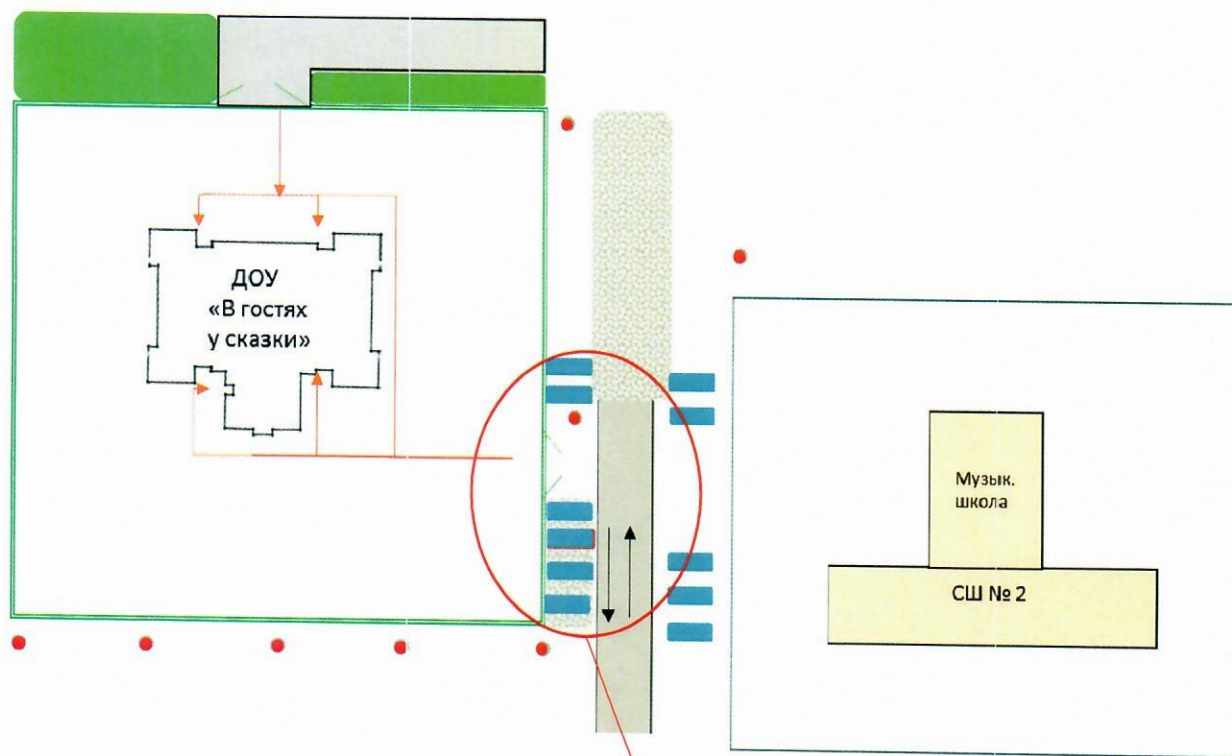 ДОУ
«В гостях
у сказки»
Музык.
школа
СШ № 2